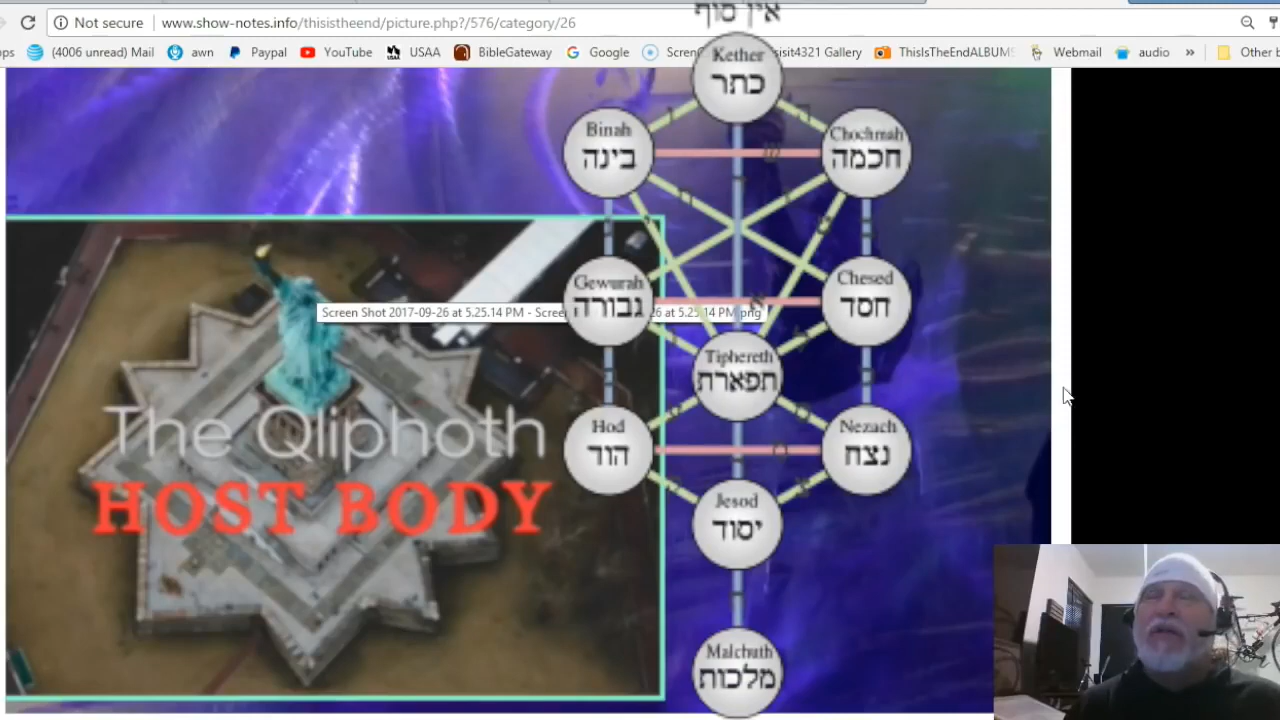 Not secure
www.show-notes.info/thisistheend/picture.php?/576/category/26
(4006 unread) Mail
awn
Paypal
YouTube
USAA
BibleGateway
Google
ThisIsTheEndALBUMS
Webmail
audio
»
אין סוף
Kether
כתר
Binah
בינה
Chochmah
חכמה
Gewurah
גבורה
Chesed
חסד
Screen Shot 2017-09-26 at 5.25.14 PM -
Tiphereth
תפארת
The Qliphoth
HOST BODY
Hod
הוד
Nezach
נצח
Jesod
יסוד
Malchuth
מלכות